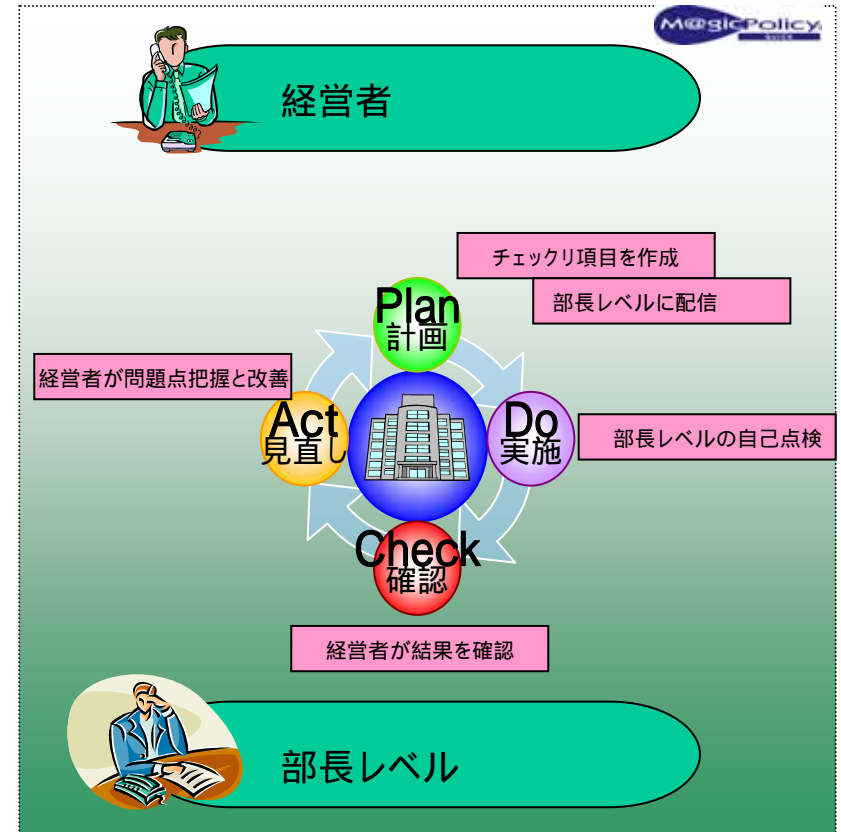 M@gicPolicy
経営者
チェックリ項目を作成
部長レベルに配信
Plan
計画
経営者が問題点把握と改善
Act
見直し
Do
実施
部長レベルの自己点検
Check
確認
経営者が結果を確認
部長レベル